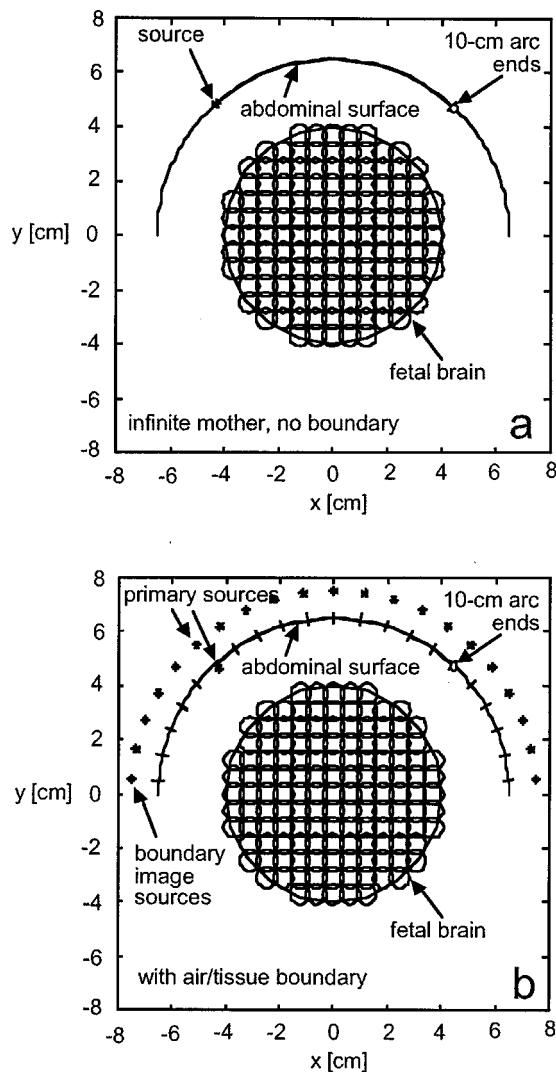 source
10-cm arc
ends
abdominal surface
8
6
4
2
y [cm] 0
-2
-4
-6
-8
fetal brain
infinite mother, no boundary
a
-8 -6 -4 -2 0 2 4 6 8
x [cm]
primary sources
10-cm arc
ends
abdominal surface
8
6
4
2
y [cm] 0
-2
-4
-6
-8
boundary
image
sources
fetal brain
with air/tissue boundary
b
-8 -6 -4 -2 0 2 4 6 8
x [cm]